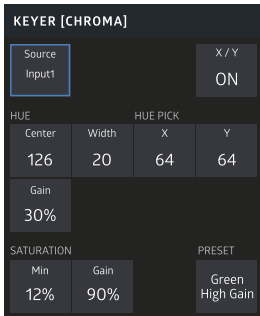 KEYER [CHROMA]
Source
Input1
X / Y
ON
HUE
HUE PICK
Center
Width
X
Y
126
20
64
64
Gain
30%
SATURATION
PRESET
Min
Gain
12%
90%
Green
High Gain